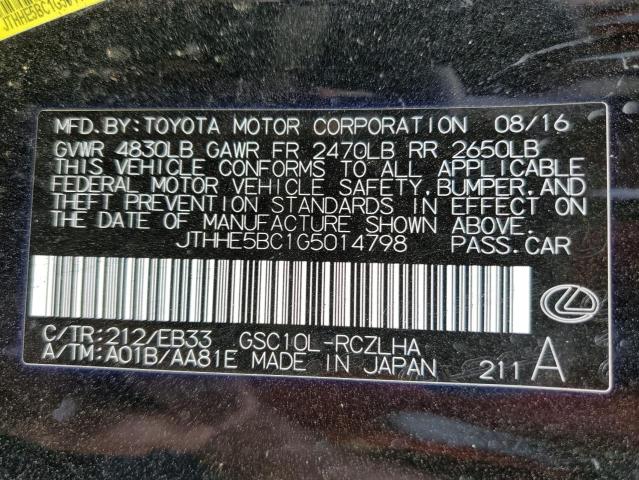 JTHHE5BC1G501
MFD.BY:TOYOTA MOTOR CORPORATION 08/16
GVWR 4830LB GAWR FR 2470LB RR 2650LB
THIS VEHICLE CONFORMS TO ALL APPLICABLE
FEDERAL MOTOR VEHICLE SAFETY,BUMPER,AND
THEFT PREVENTION STANDARDS IN EFFECT ON
THE DATE OF MANUFACTURE SHOWN ABOVE.
JTHHE5BC1G5014798 PASS.CAR
C/TR:212/EB33 GSC10L-RCZLHA
A/TM:A01B/AA81E MADE IN JAPAN 211 A